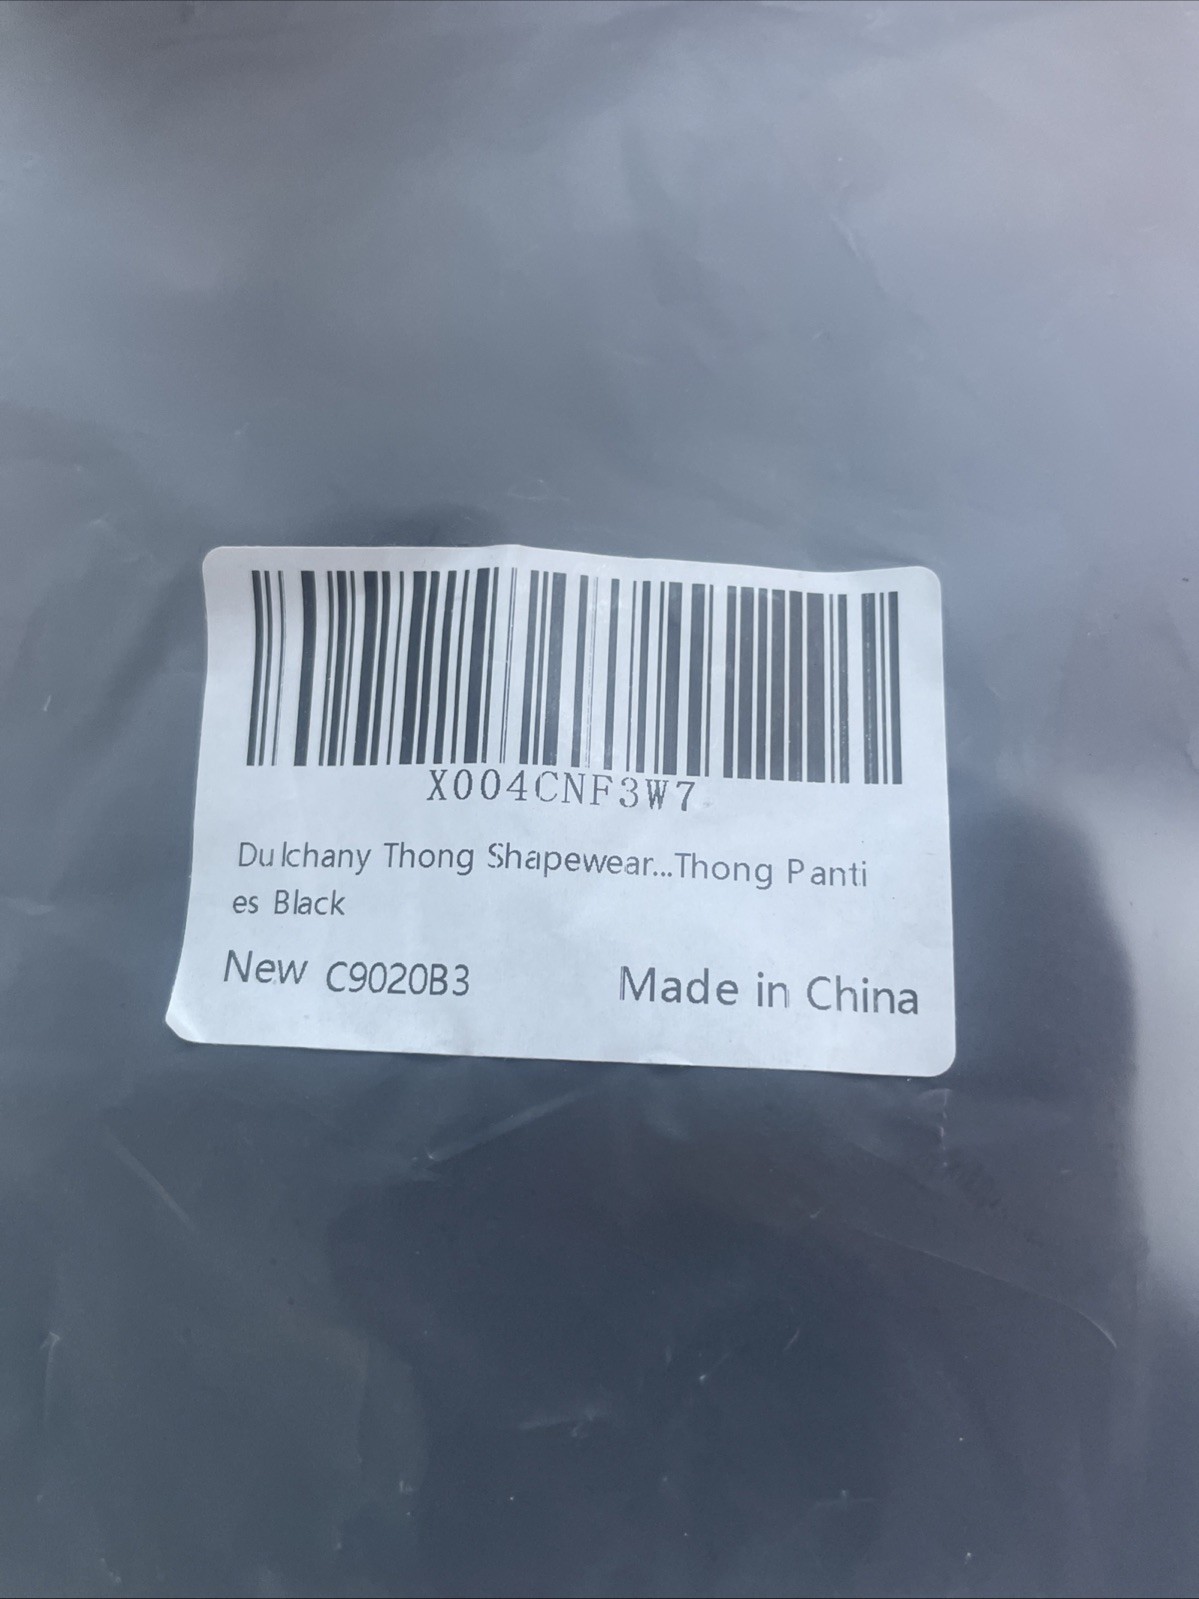 X004CNF3W7
Dulchany Thong Shapewear...Thong Panti
es Black
New C9020B3 Made in China